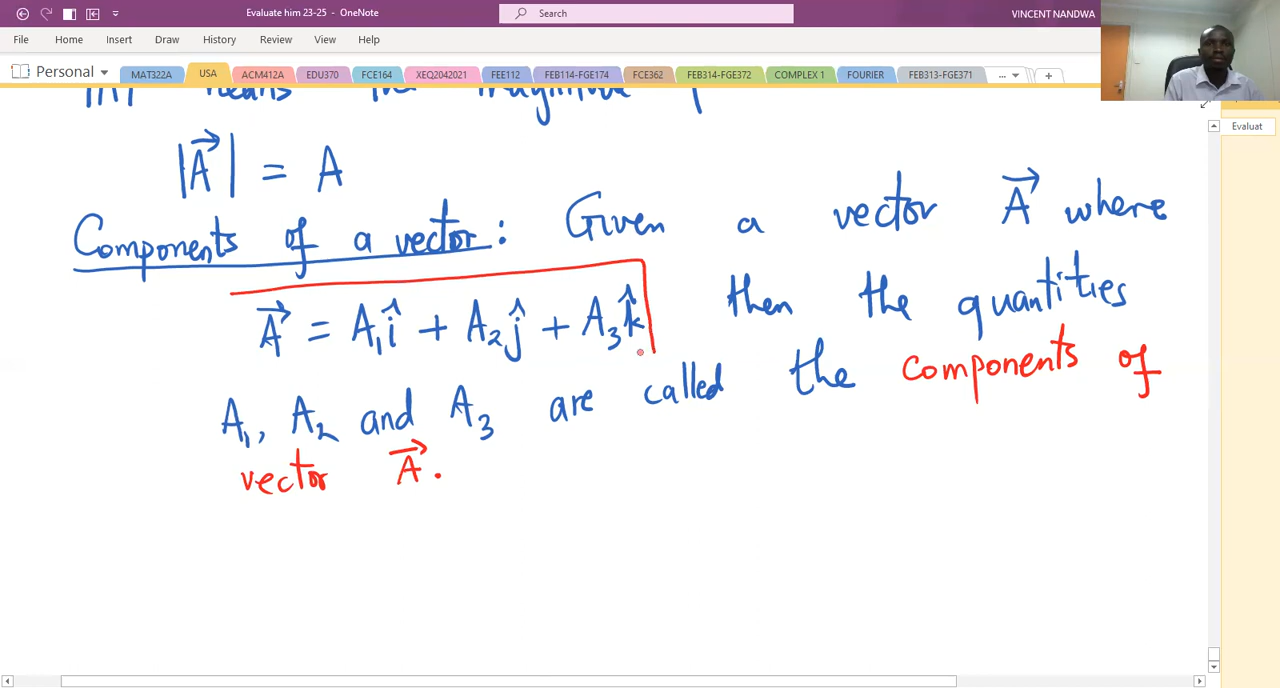 Evaluate him 23-25 - OneNote
Search
VINCENT NANDWA
File Home Insert Draw History Review View Help
Personal MAT322A USA ACM412A EDU370 FCE164 XEQ2042021 FEE112 FEB114-FGE174 FCE362 FEB314-FGE372 COMPLEX 1 FOURIER FEB313-FGE371 ... +
Evaluat
means the magnitude
|A⃗| = A
Components of a vector: Given a vector A⃗ where
A⃗ = A₁î + A₂ĵ + A₃k̂ then the quantities
A₁, A₂ and A₃ are called the components of
vector A⃗.